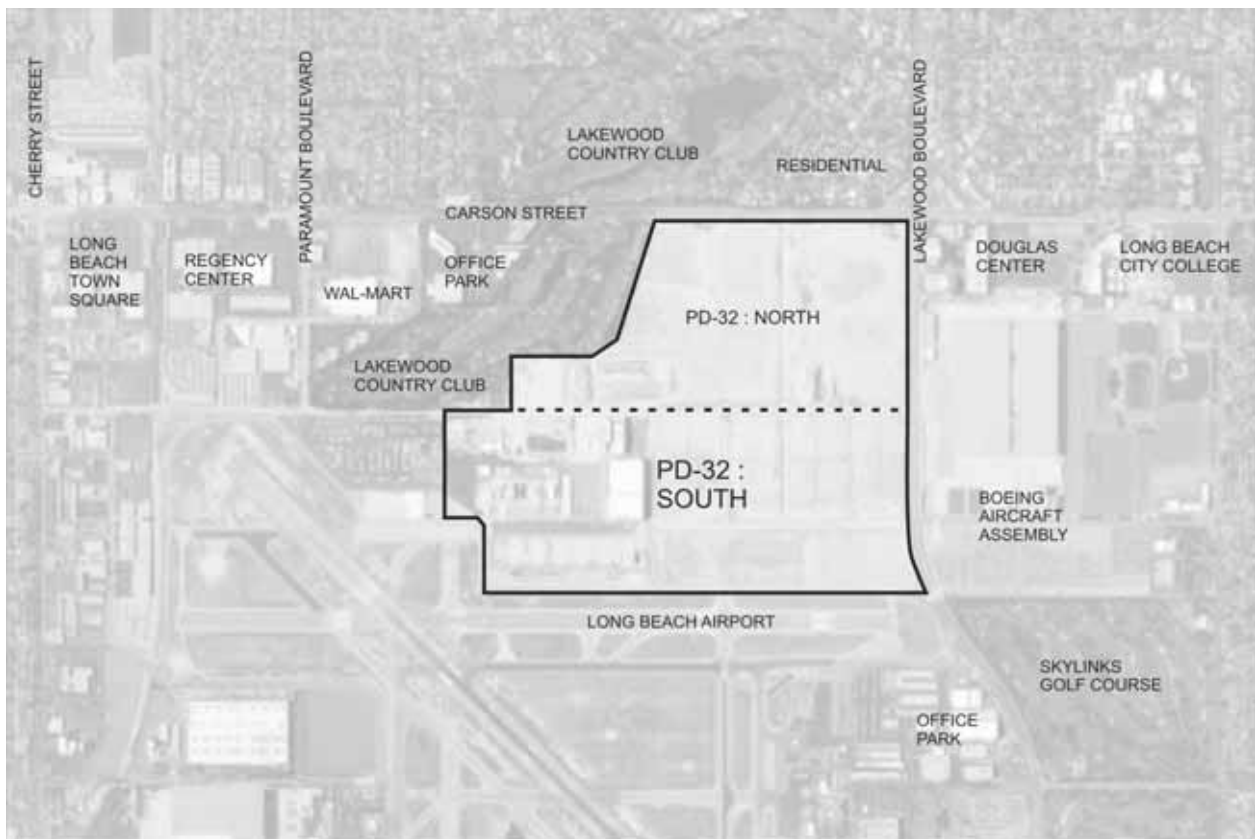 CHERRY STREET
PARAMOUNT BOULEVARD
LAKEWOOD BOULEVARD
LAKEWOOD
COUNTRY CLUB
RESIDENTIAL
CARSON STREET
LONG
BEACH
TOWN
SQUARE
REGENCY
CENTER
WAL-MART
OFFICE
PARK
DOUGLAS
CENTER
LONG BEACH
CITY COLLEGE
PD-32 : NORTH
LAKEWOOD
COUNTRY CLUB
PD-32 :
SOUTH
BOEING
AIRCRAFT
ASSEMBLY
LONG BEACH AIRPORT
SKYLINKS
GOLF COURSE
OFFICE
PARK